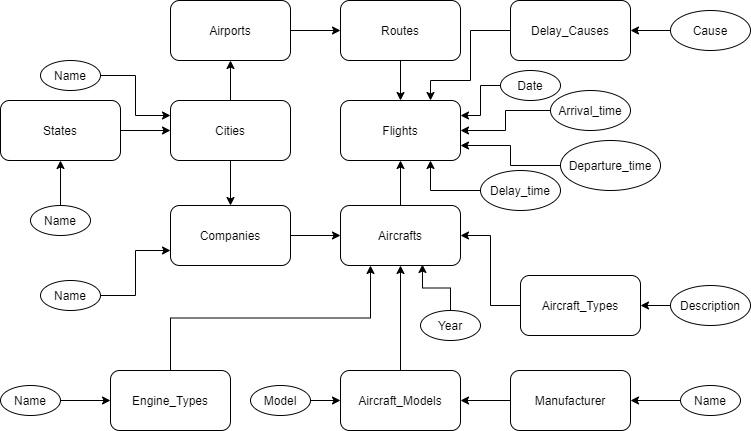 Airports
Routes
Delay_Causes
Cause
Name
Date
Arrival_time
States
Cities
Flights
Departure_time
Delay_time
Name
Companies
Aircrafts
Name
Aircraft_Types
Description
Year
Name
Engine_Types
Model
Aircraft_Models
Manufacturer
Name